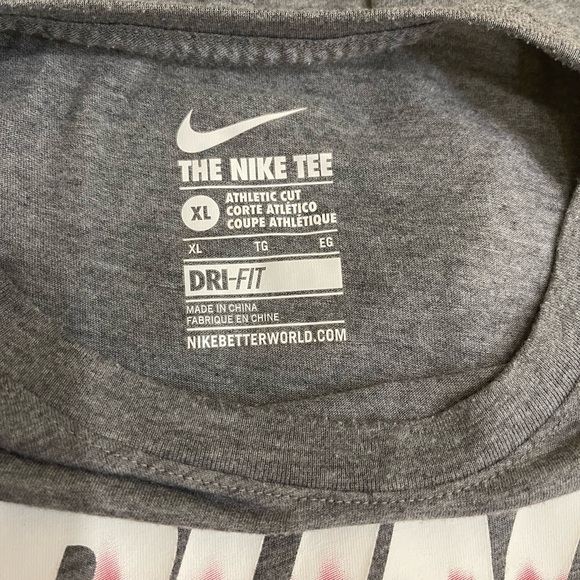 THE NIKE TEE
XL
ATHLETIC CUT
CORTE ATLÉTICO
COUPE ATHLÉTIQUE
XL TG EG
DRI-FIT
MADE IN CHINA
FABRIQUE EN CHINE
NIKEBETTERWORLD.COM